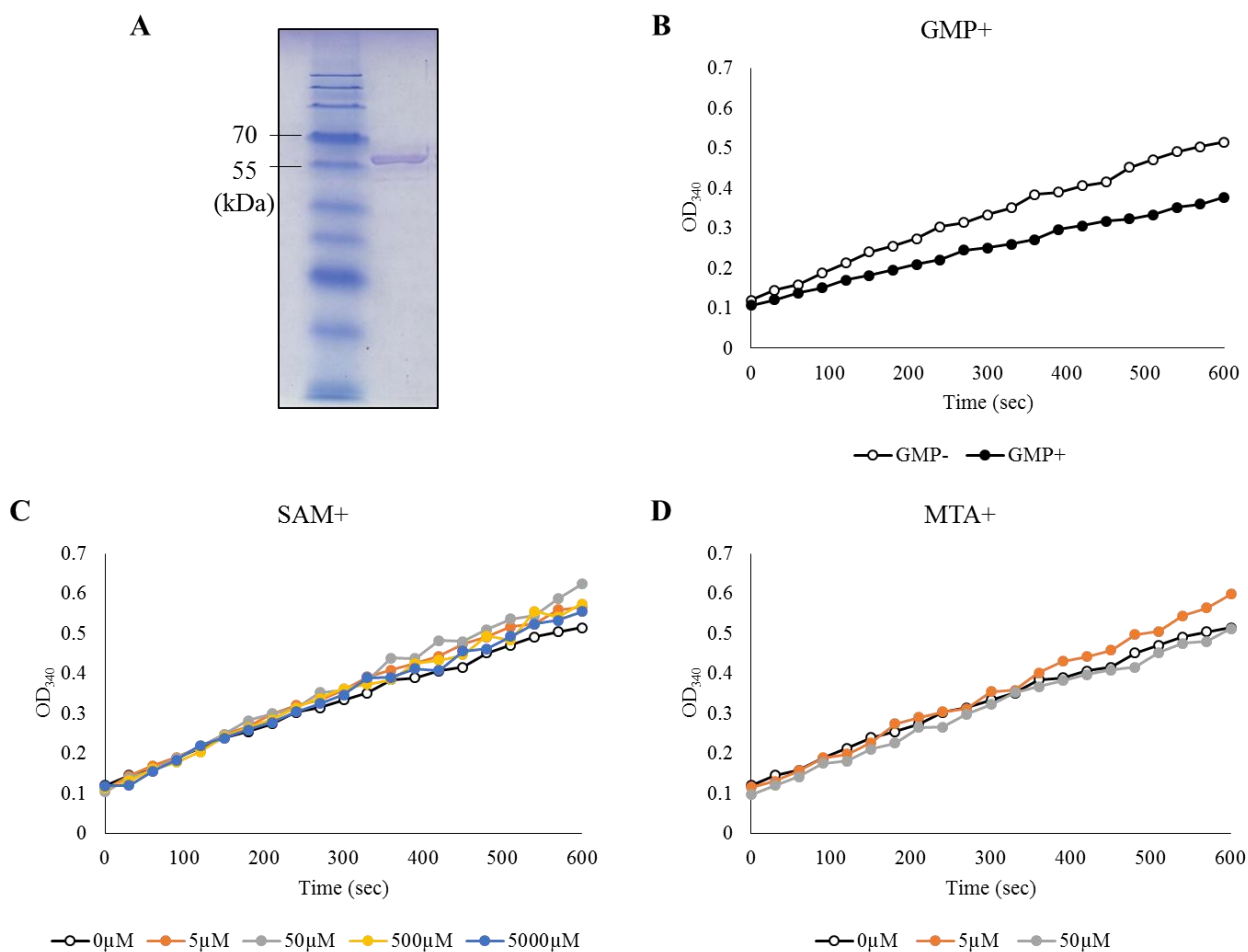 A
70
55
(kDa)
B
GMP+
0.7
0.6
0.5
0.4
0.3
0.2
0.1
0
OD340
0 100 200 300 400 500 600
Time (sec)
GMP- GMP+
C
SAM+
0.7
0.6
0.5
0.4
0.3
0.2
0.1
0
OD340
0 100 200 300 400 500 600
Time (sec)
0µM 5µM 50µM 500µM 5000µM
D
MTA+
0.7
0.6
0.5
0.4
0.3
0.2
0.1
0
OD340
0 100 200 300 400 500 600
Time (sec)
0µM 5µM 50µM